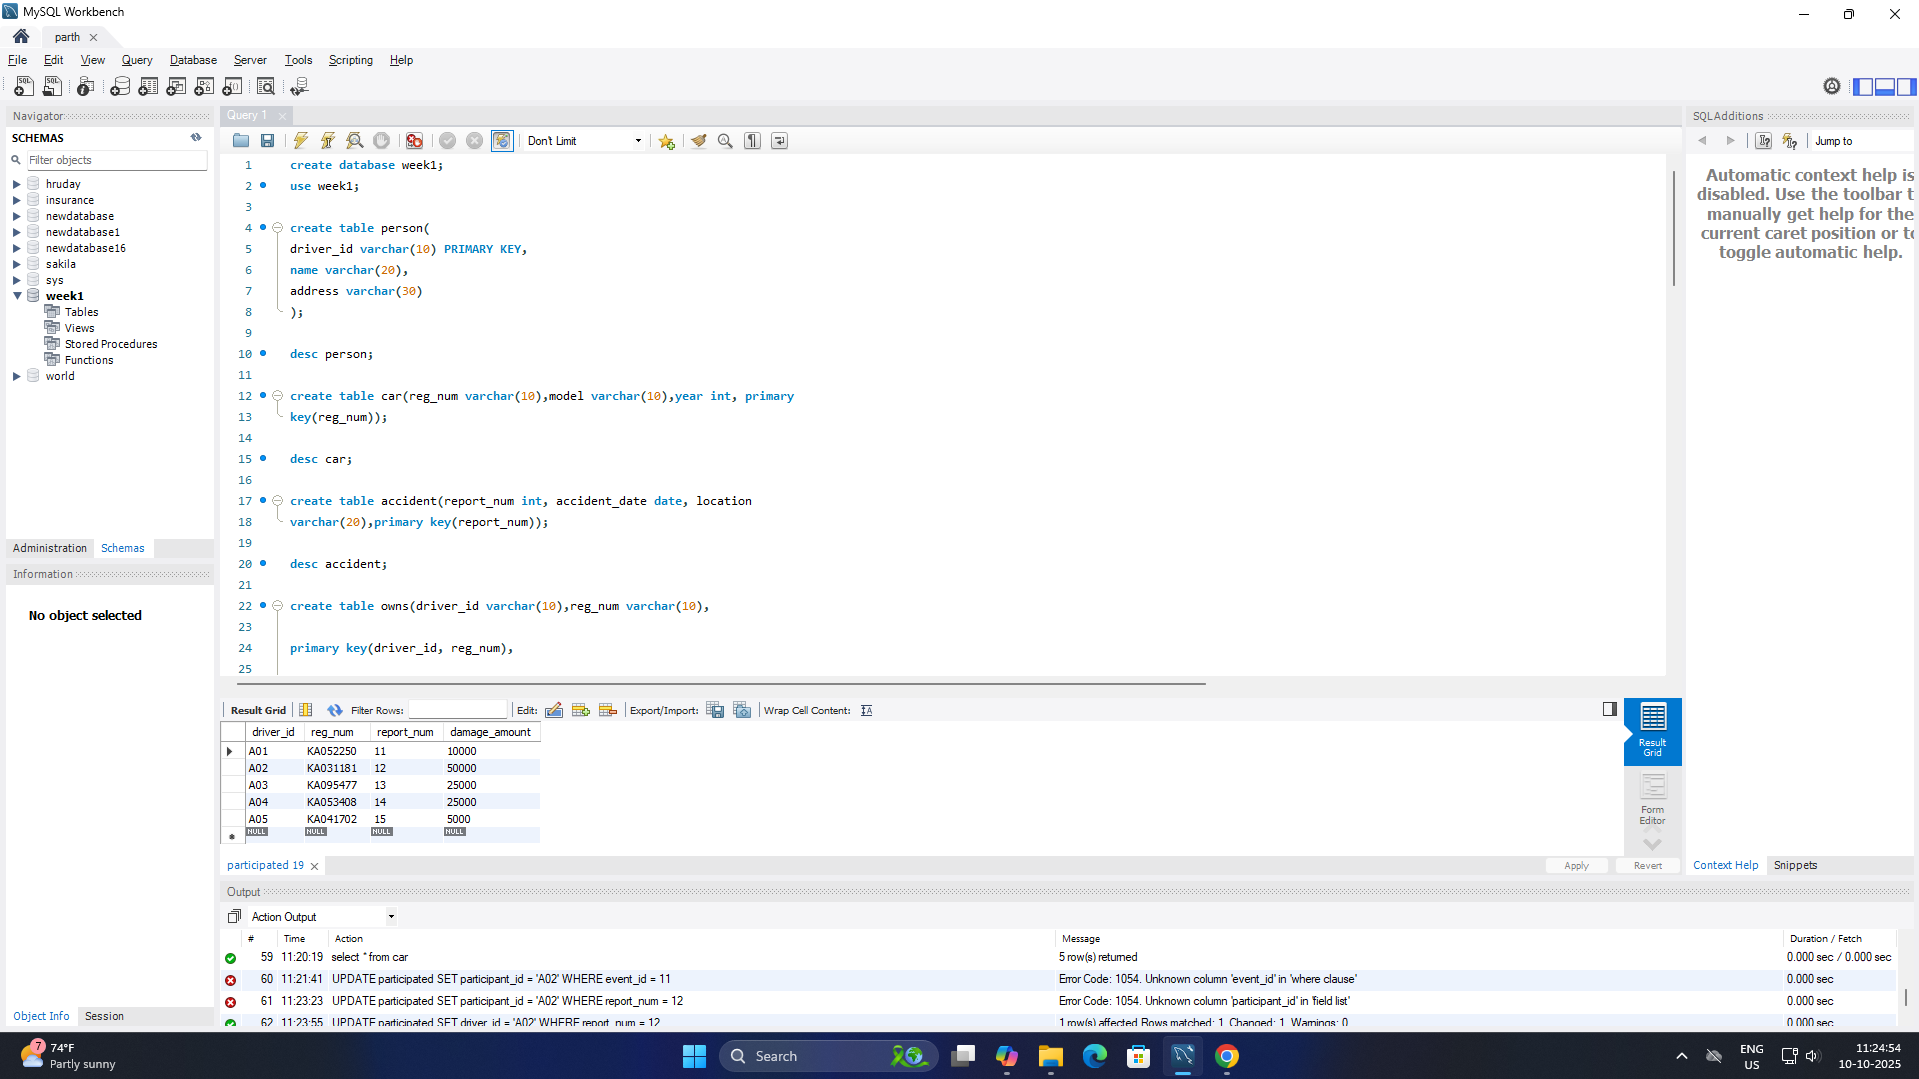 MySQL Workbench
parth
File Edit View Query Database Server Tools Scripting Help
Navigator
SCHEMAS
Filter objects
hruday
insurance
newdatabase
newdatabase1
newdatabase16
sakila
sys
week1
Tables
Views
Stored Procedures
Functions
world
Administration Schemas
Information
No object selected
Object Info Session
Query 1
Don't Limit
1 create database week1;
2 use week1;
3
4 create table person(
5 driver_id varchar(10) PRIMARY KEY,
6 name varchar(20),
7 address varchar(30)
8 );
9
10 desc person;
11
12 create table car(reg_num varchar(10),model varchar(10),year int, primary
13 key(reg_num));
14
15 desc car;
16
17 create table accident(report_num int, accident_date date, location
18 varchar(20),primary key(report_num));
19
20 desc accident;
21
22 create table owns(driver_id varchar(10),reg_num varchar(10),
23
24 primary key(driver_id, reg_num),
25
Result Grid Filter Rows: Edit: Export/Import: Wrap Cell Content:
driver_id reg_num report_num damage_amount
A01 KA052250 11 10000
A02 KA031181 12 50000
A03 KA095477 13 25000
A04 KA053408 14 25000
A05 KA041702 15 5000
NULL NULL NULL NULL
Result
Grid
Form
Editor
participated 19
Apply Revert
SQLAdditions
Jump to
Automatic context help is
disabled. Use the toolbar t
manually get help for the
current caret position or to
toggle automatic help.
Context Help Snippets
Output
Action Output
# Time Action Message Duration / Fetch
59 11:20:19 select * from car 5 row(s) returned 0.000 sec / 0.000 sec
60 11:21:41 UPDATE participated SET participant_id = 'A02' WHERE event_id = 11 Error Code: 1054. Unknown column 'event_id' in 'where clause' 0.000 sec
61 11:23:23 UPDATE participated SET participant_id = 'A02' WHERE report_num = 12 Error Code: 1054. Unknown column 'participant_id' in 'field list' 0.000 sec
62 11:23:55 UPDATE participated SET driver_id = 'A02' WHERE report_num = 12 1 row(s) affected Rows matched: 1 Changed: 1 Warnings: 0 0.000 sec
7
74°F
Partly sunny
Search
ENG
US
11:24:54
10-10-2025